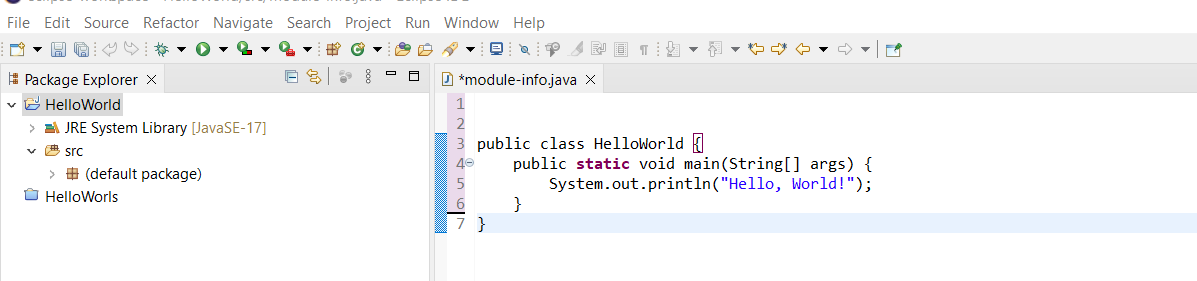 File Edit Source Refactor Navigate Search Project Run Window Help
Package Explorer
HelloWorld
JRE System Library [JavaSE-17]
src
(default package)
HelloWorls
*module-info.java
1
2
3 public class HelloWorld {
4 public static void main(String[] args) {
5 System.out.println("Hello, World!");
6 }
7 }